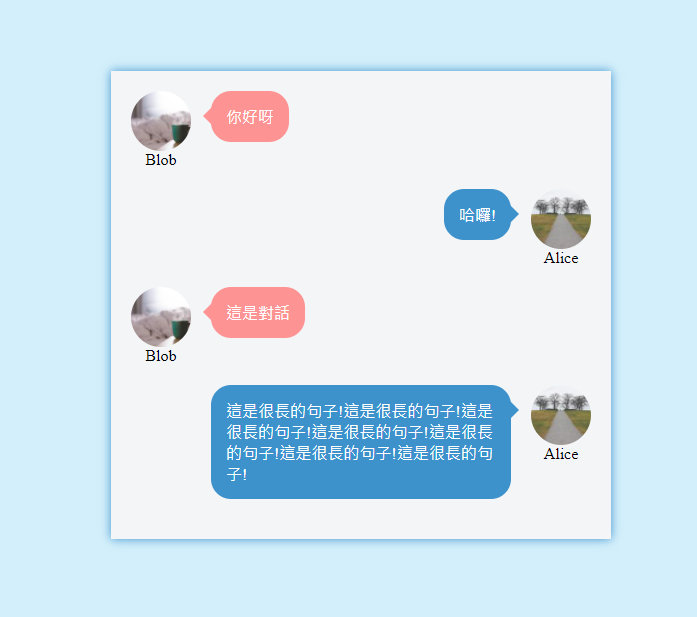 你好呀
Blob
哈囉!
Alice
這是對話
Blob
這是很長的句子!這是很長的句子!這是
很長的句子!這是很長的句子!這是很長
的句子!這是很長的句子!這是很長的句
子!
Alice